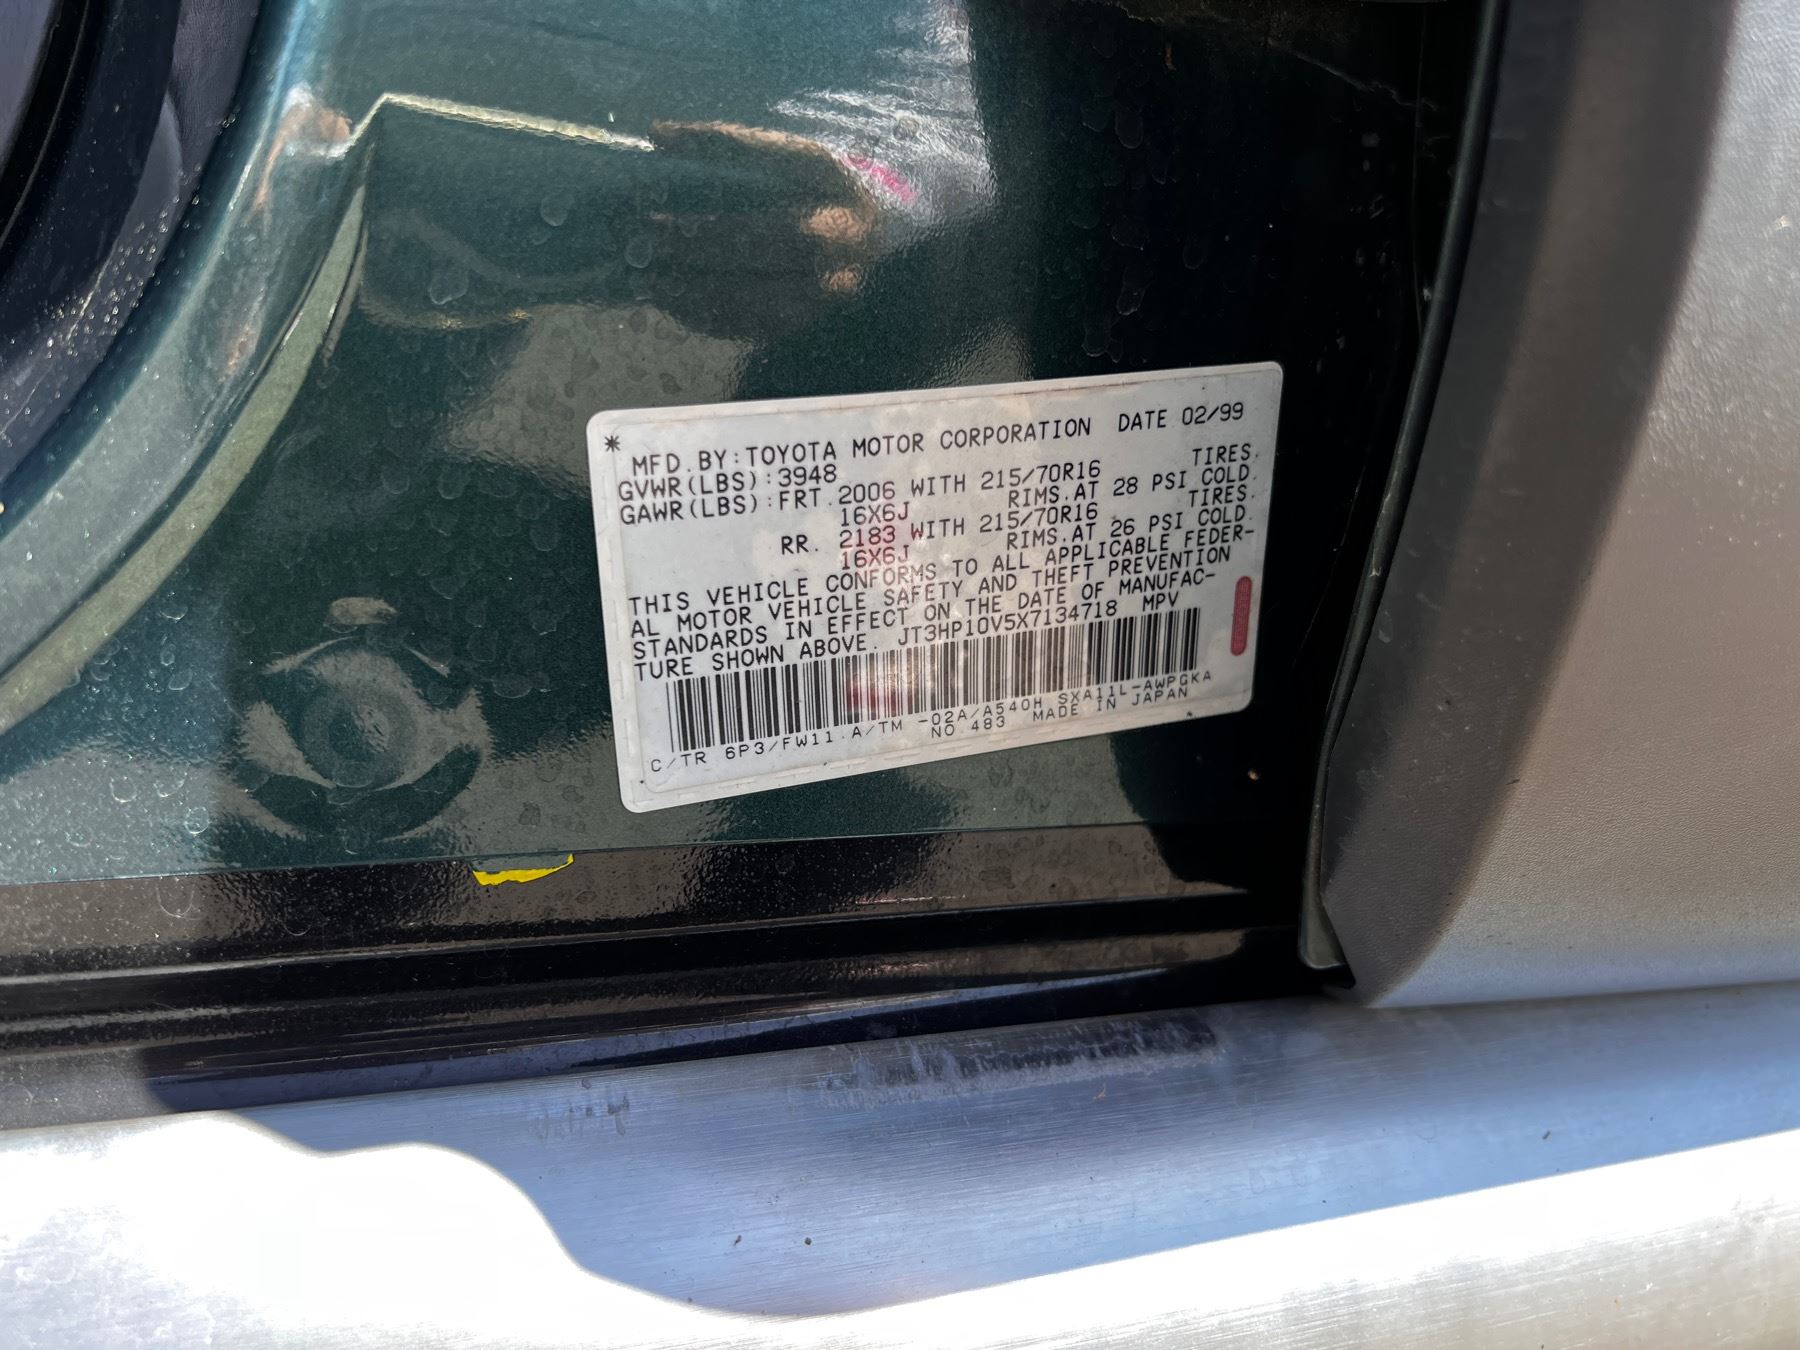 * MFD.BY:TOYOTA MOTOR CORPORATION DATE 02/99
GVWR(LBS):3948
GAWR(LBS):FRT. 2006 WITH 215/70R16 TIRES.
16X6J RIMS.AT 28 PSI COLD.
RR. 2183 WITH 215/70R16 TIRES.
16X6J RIMS.AT 26 PSI COLD.
THIS VEHICLE CONFORMS TO ALL APPLICABLE FEDER-
AL MOTOR VEHICLE SAFETY AND THEFT PREVENTION
STANDARDS IN EFFECT ON THE DATE OF MANUFAC-
TURE SHOWN ABOVE. JT3HP10V5X7134718 MPV
C/TR 6P3/FW11.A/TM -02A/A540H SXA11L-AWPGKA
NO.483 MADE IN JAPAN